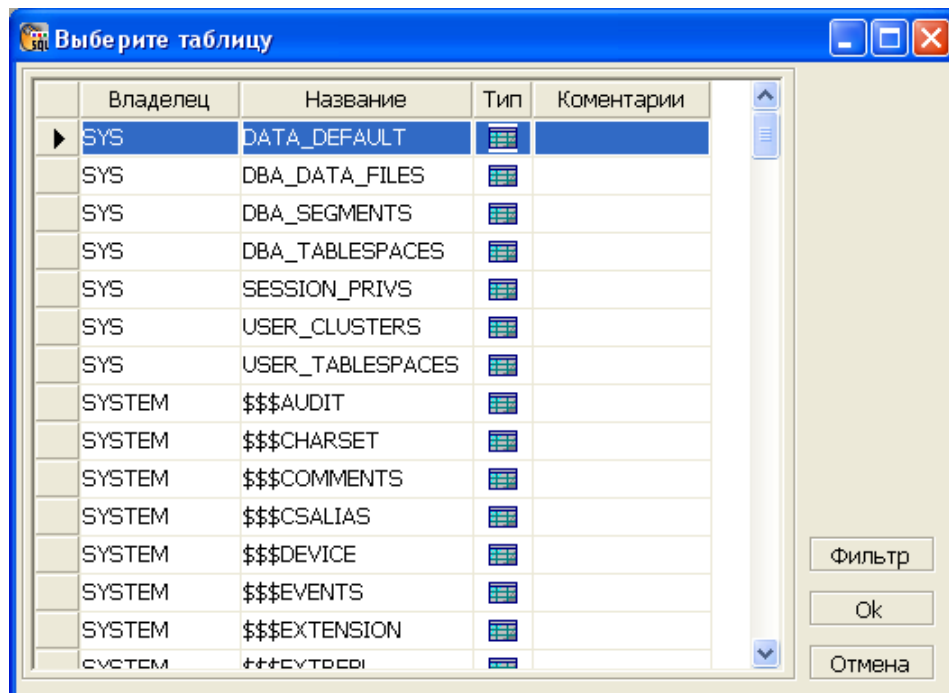 Выберите таблицу
Владелец Название Тип Коментарии
SYS DATA_DEFAULT
SYS DBA_DATA_FILES
SYS DBA_SEGMENTS
SYS DBA_TABLESPACES
SYS SESSION_PRIVS
SYS USER_CLUSTERS
SYS USER_TABLESPACES
SYSTEM $$$AUDIT
SYSTEM $$$CHARSET
SYSTEM $$$COMMENTS
SYSTEM $$$CSALIAS
SYSTEM $$$DEVICE
SYSTEM $$$EVENTS
SYSTEM $$$EXTENSION
SYSTEM
Фильтр
Ok
Отмена